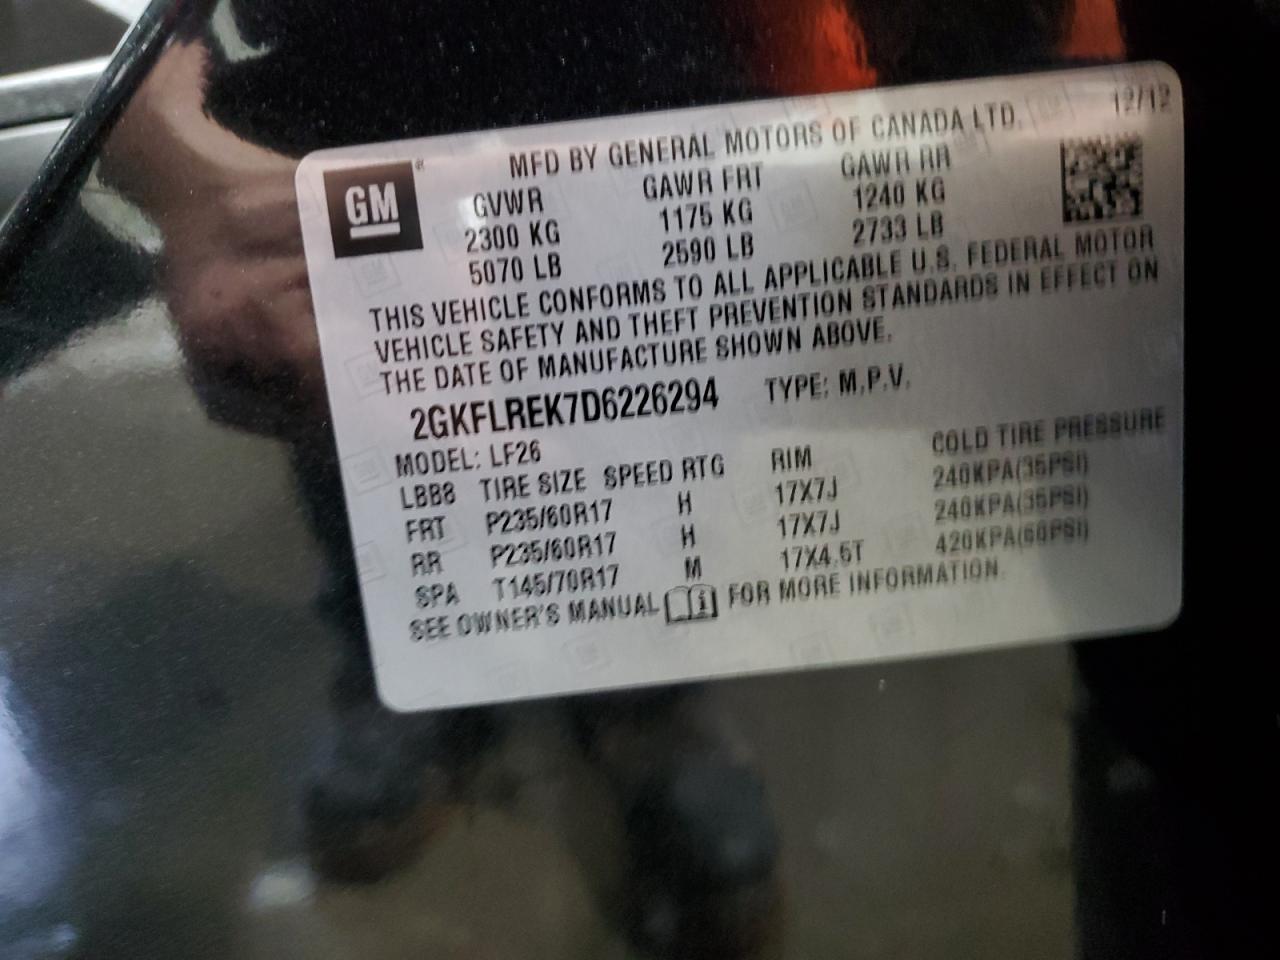 12/12
GM
MFD BY GENERAL MOTORS OF CANADA LTD.
GVWR GAWR FRT GAWR RR
2300 KG 1175 KG 1240 KG
5070 LB 2590 LB 2733 LB
THIS VEHICLE CONFORMS TO ALL APPLICABLE U.S. FEDERAL MOTOR
VEHICLE SAFETY AND THEFT PREVENTION STANDARDS IN EFFECT ON
THE DATE OF MANUFACTURE SHOWN ABOVE.
2GKFLREK7D6226294 TYPE: M.P.V.
MODEL: LF26
LBB8 TIRE SIZE SPEED RTG RIM COLD TIRE PRESSURE
FRT P235/60R17 H 17X7J 240KPA(35PSI)
RR P235/60R17 H 17X7J 240KPA(35PSI)
SPA T145/70R17 M 17X4.5T 420KPA(60PSI)
SEE OWNER'S MANUAL FOR MORE INFORMATION.